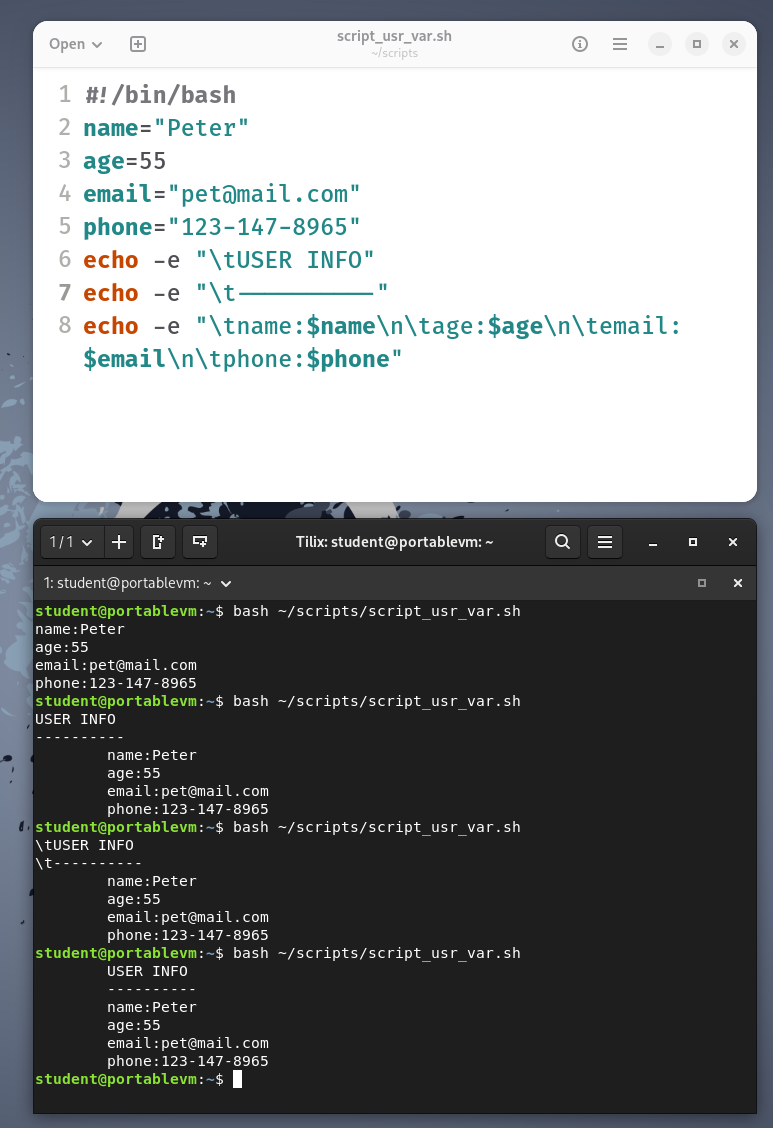 Open
script_usr_var.sh
~/scripts
1 #!/bin/bash
2 name="Peter"
3 age=55
4 email="pet@mail.com"
5 phone="123-147-8965"
6 echo -e "\tUSER INFO"
7 echo -e "\t----------"
8 echo -e "\tname:$name\n\tage:$age\n\temail:
$email\n\tphone:$phone"
1/1 Tilix: student@portablevm: ~
1: student@portablevm: ~
student@portablevm:~$ bash ~/scripts/script_usr_var.sh
name:Peter
age:55
email:pet@mail.com
phone:123-147-8965
student@portablevm:~$ bash ~/scripts/script_usr_var.sh
USER INFO
----------
        name:Peter
        age:55
        email:pet@mail.com
        phone:123-147-8965
student@portablevm:~$ bash ~/scripts/script_usr_var.sh
\tUSER INFO
\t----------
        name:Peter
        age:55
        email:pet@mail.com
        phone:123-147-8965
student@portablevm:~$ bash ~/scripts/script_usr_var.sh
        USER INFO
        ----------
        name:Peter
        age:55
        email:pet@mail.com
        phone:123-147-8965
student@portablevm:~$